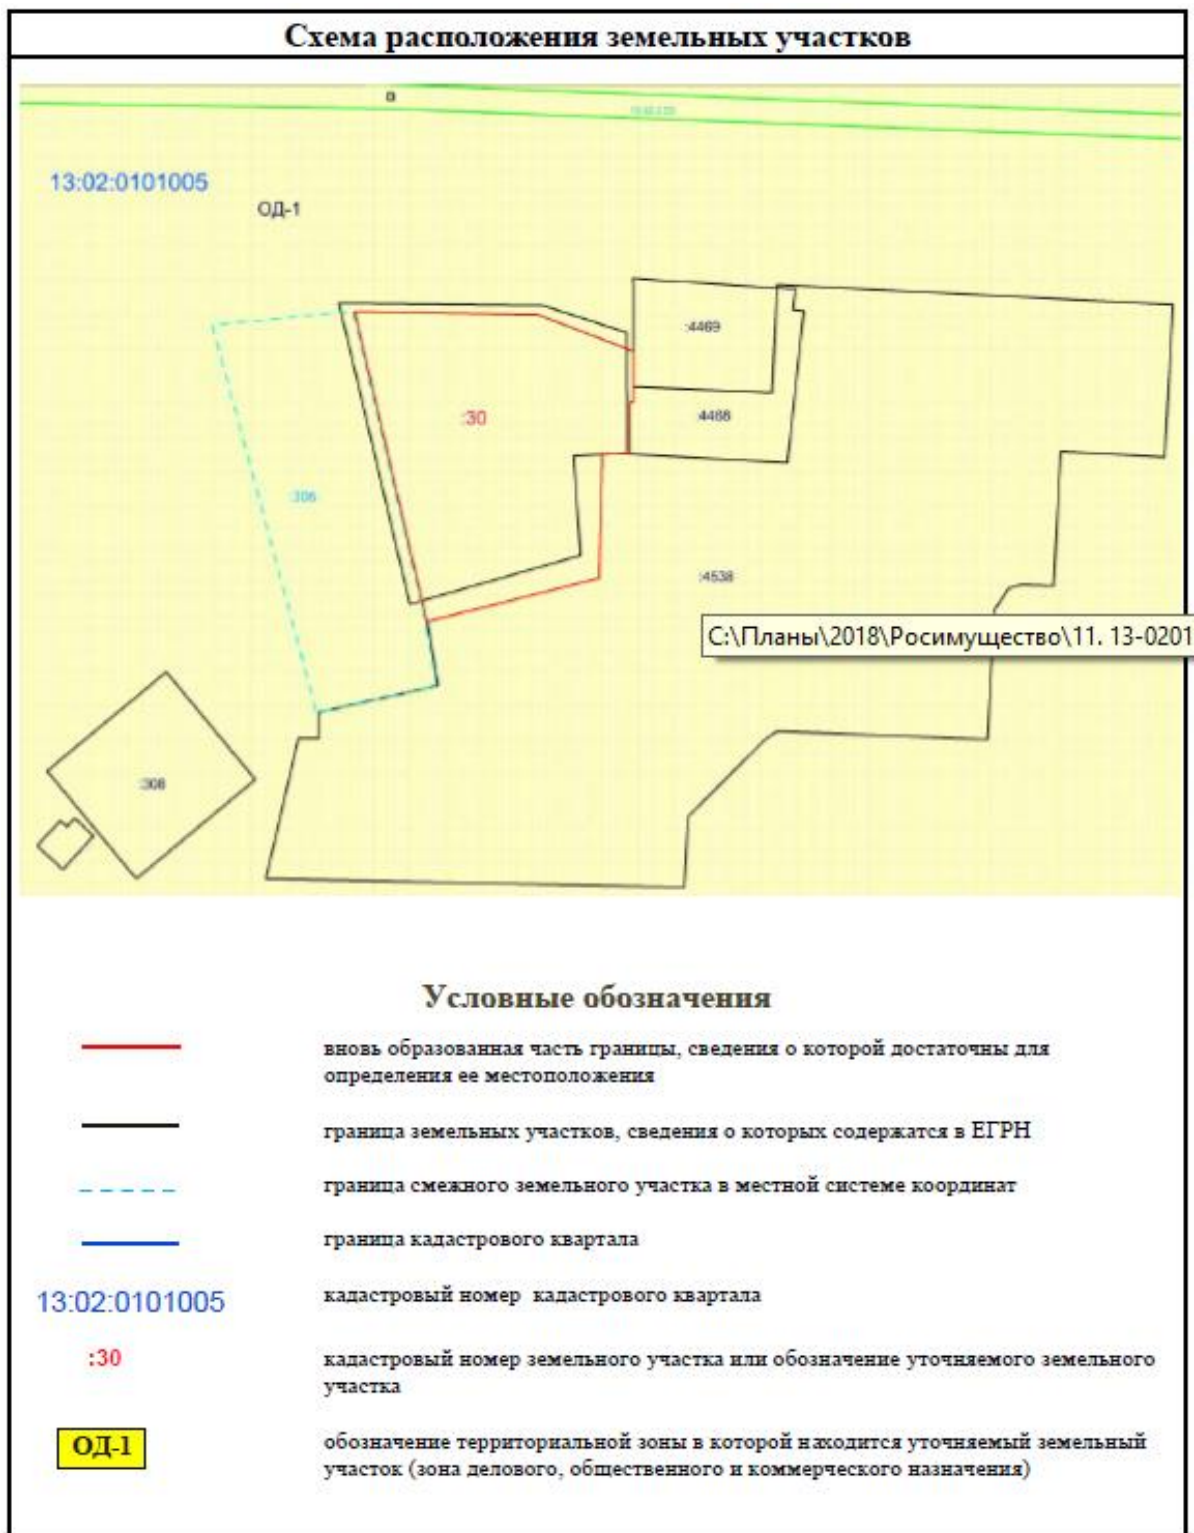 Схема расположения земельных участков
13:02:0101005
ОД-1
:4469
:30
:4468
:306
:4538
C:\Планы\2018\Росимущество\11. 13-0201
:308
Условные обозначения
вновь образованная часть границы, сведения о которой достаточны для
определения ее местоположения
граница земельных участков, сведения о которых содержатся в ЕГРН
граница смежного земельного участка в местной системе координат
граница кадастрового квартала
13:02:0101005
кадастровый номер кадастрового квартала
:30
кадастровый номер земельного участка или обозначение уточняемого земельного
участка
ОД-1
обозначение территориальной зоны в которой находится уточняемый земельный
участок (зона делового, общественного и коммерческого назначения)